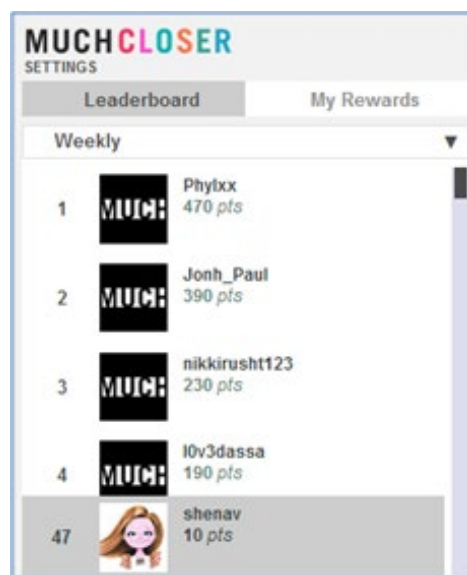 MUCHCLOSER
SETTINGS
Leaderboard My Rewards
Weekly ▼
1 MUCH Phylxx
470 pts
2 MUCH Jonh_Paul
390 pts
3 MUCH nikkirusht123
230 pts
4 MUCH l0v3dassa
190 pts
47 shenav
10 pts